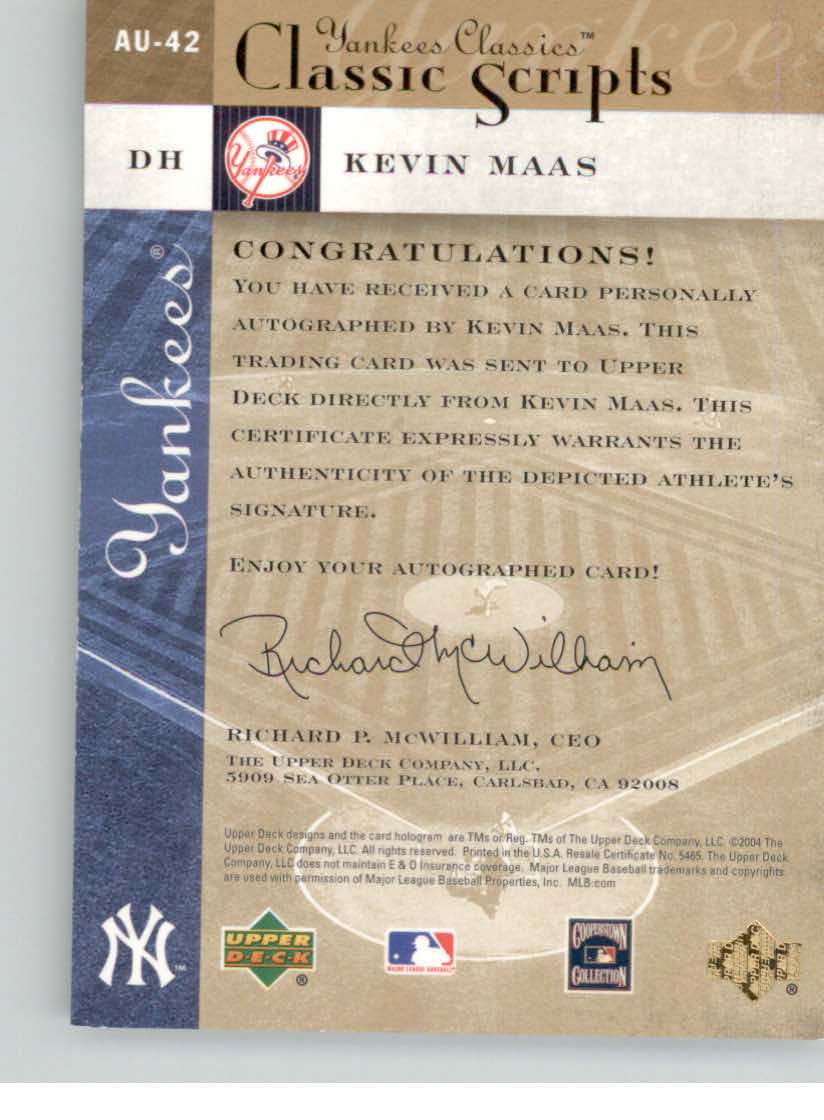 AU-42
Yankees Classics™
Classic Scripts
DH
Yankees
KEVIN MAAS
Yankees®
CONGRATULATIONS!
YOU HAVE RECEIVED A CARD PERSONALLY
AUTOGRAPHED BY KEVIN MAAS. THIS
TRADING CARD WAS SENT TO UPPER
DECK DIRECTLY FROM KEVIN MAAS. THIS
CERTIFICATE EXPRESSLY WARRANTS THE
AUTHENTICITY OF THE DEPICTED ATHLETE'S
SIGNATURE.
ENJOY YOUR AUTOGRAPHED CARD!
Richard McWilliam
RICHARD P. MCWILLIAM, CEO
THE UPPER DECK COMPANY, LLC.
5909 SEA OTTER PLACE, CARLSBAD, CA 92008
Upper Deck designs and the card hologram are TMs or Reg. TMs of The Upper Deck Company, LLC. ©2004 The
Upper Deck Company, LLC. All rights reserved. Printed in the U.S.A. Resale Certificate No. 5465. The Upper Deck
Company, LLC does not maintain E & O Insurance coverage. Major League Baseball trademarks and copyrights
are used with permission of Major League Baseball Properties, Inc. MLB.com
NY™
UPPER
D·E·C·K®
MAJOR LEAGUE BASEBALL
COOPERSTOWN
COLLECTION